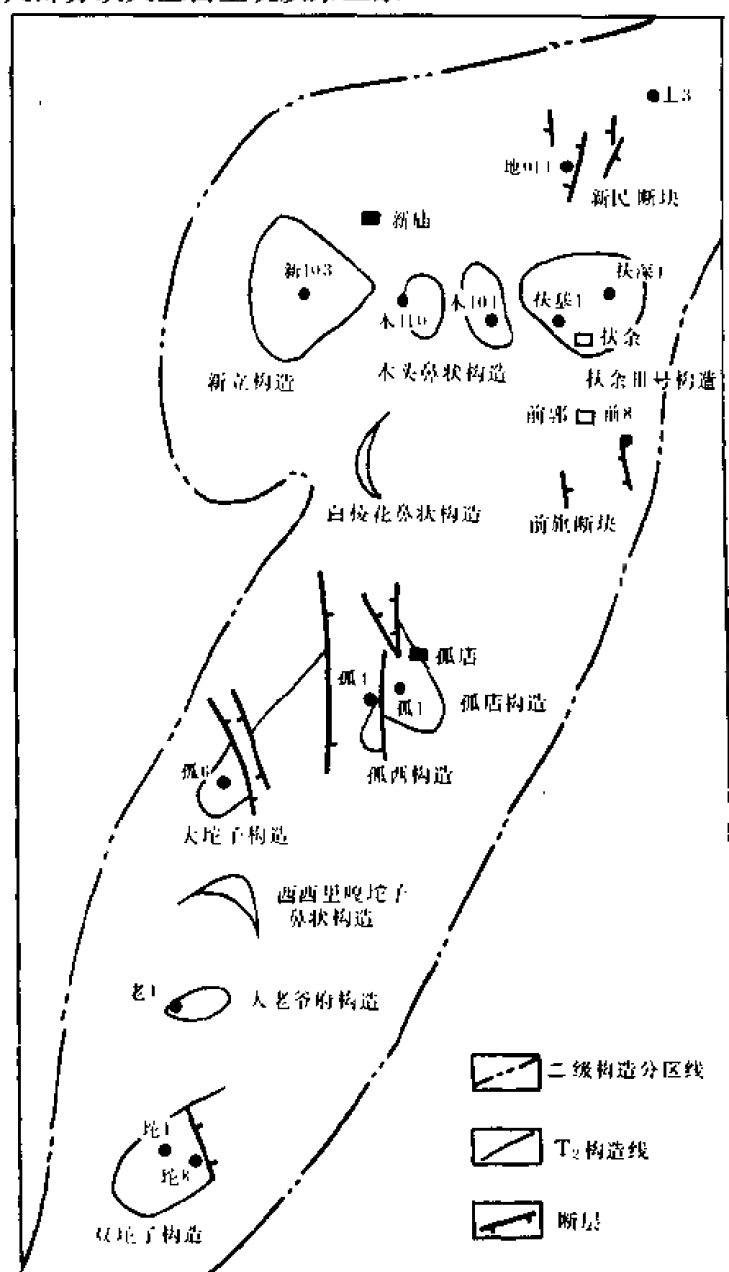 上3
地011
新民断块
新庙
新103
扶深1
木110
木101
扶基1
扶余
新立构造
木头鼻状构造
扶余III号构造
前郭
前8
白棱花鼻状构造
前旗断块
孤店
孤1
孤店构造
孤6
孤西构造
大坨子构造
西西里嘎坨子
鼻状构造
老1
大老爷府构造
二级构造分区线
坨1
T₂构造线
坨8
断层
双坨子构造